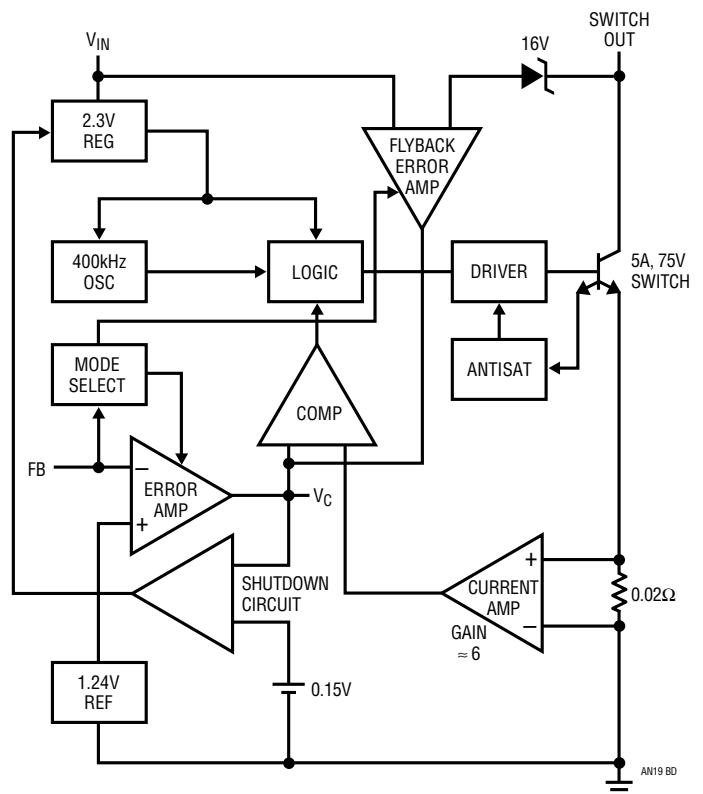 SWITCH
OUT
VIN
16V
2.3V
REG
FLYBACK
ERROR
AMP
400kHz
OSC
LOGIC
DRIVER
5A, 75V
SWITCH
MODE
SELECT
ANTISAT
COMP
FB
−
ERROR
AMP
+
VC
SHUTDOWN
CIRCUIT
+
CURRENT
AMP
−
GAIN
≈ 6
0.02Ω
1.24V
REF
0.15V
AN19 BD